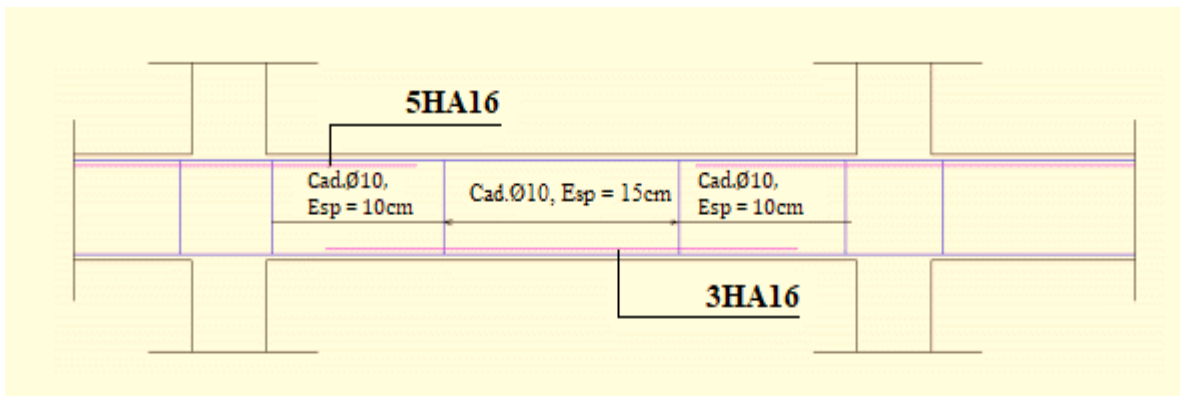 5HA16
Cad.Ø10,
Esp = 10cm
Cad.Ø10, Esp = 15cm
Cad.Ø10,
Esp = 10cm
3HA16